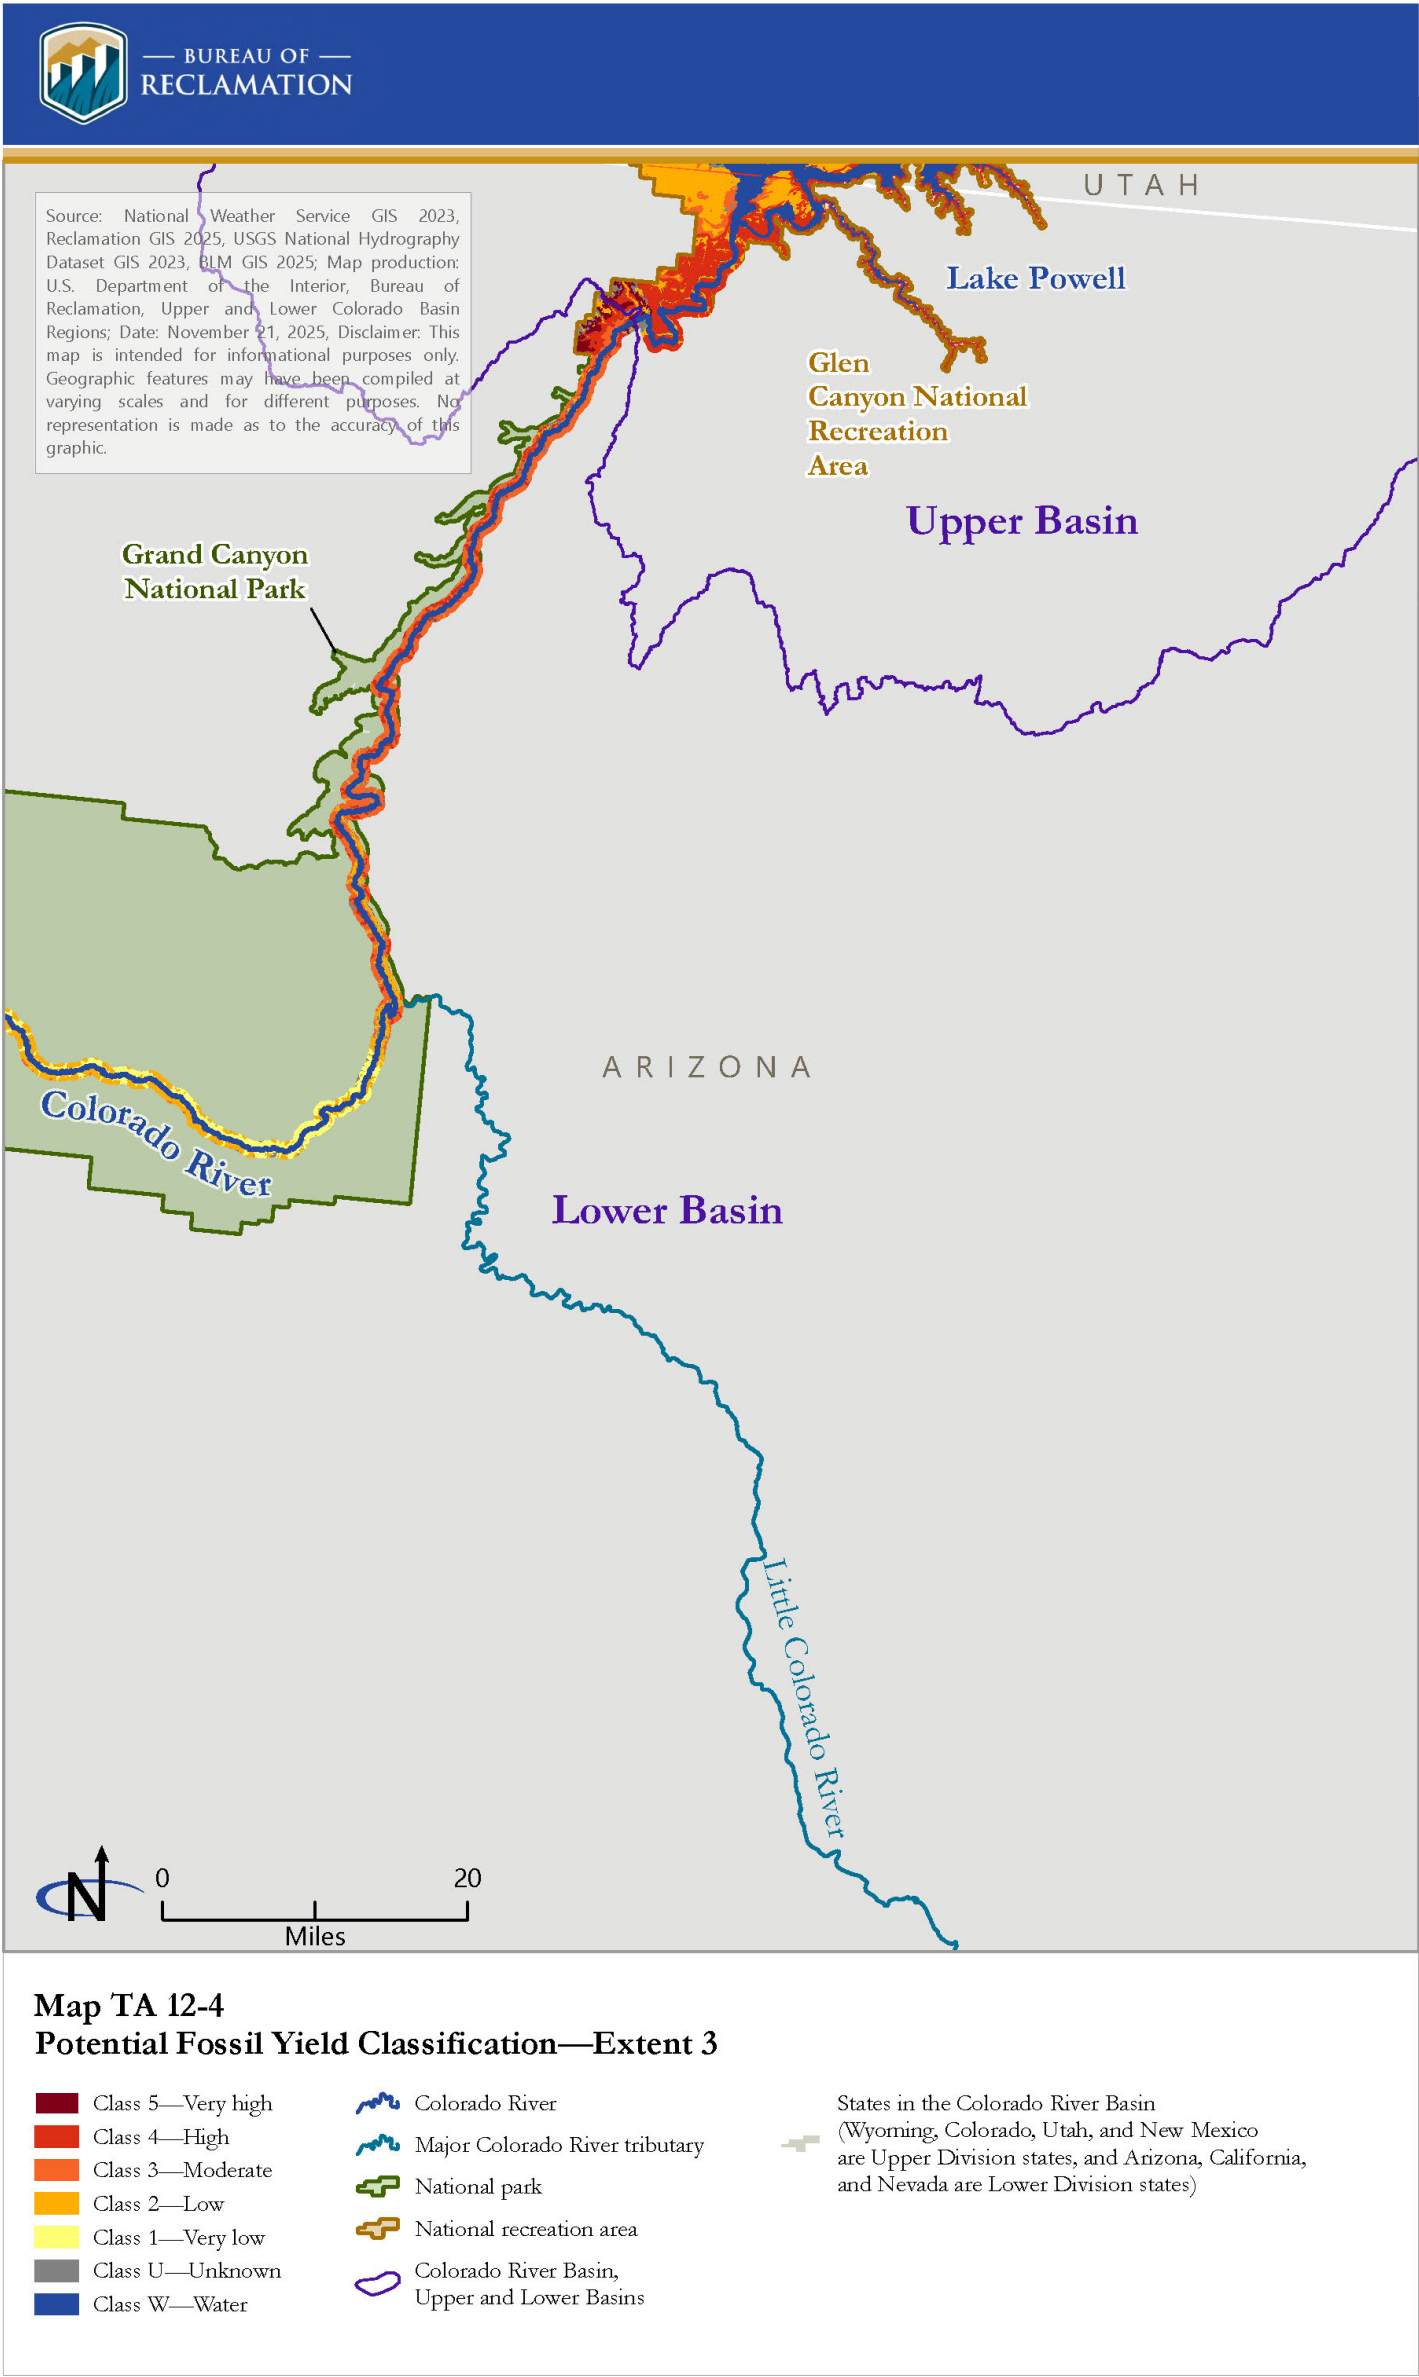 BUREAU OF
RECLAMATION
Source: National Weather Service GIS 2023,
Reclamation GIS 2025, USGS National Hydrography
Dataset GIS 2023, BLM GIS 2025; Map production:
U.S. Department of the Interior, Bureau of
Reclamation, Upper and Lower Colorado Basin
Regions; Date: November 21, 2025, Disclaimer: This
map is intended for informational purposes only.
Geographic features may have been compiled at
varying scales and for different purposes. No
representation is made as to the accuracy of this
graphic.
UTAH
Lake Powell
Glen
Canyon National
Recreation
Area
Upper Basin
Grand Canyon
National Park
ARIZONA
Colorado River
Lower Basin
Little Colorado River
N
0 20
Miles
Map TA 12-4
Potential Fossil Yield Classification—Extent 3
Class 5—Very high
Class 4—High
Class 3—Moderate
Class 2—Low
Class 1—Very low
Class U—Unknown
Class W—Water
Colorado River
Major Colorado River tributary
National park
National recreation area
Colorado River Basin,
Upper and Lower Basins
States in the Colorado River Basin
(Wyoming, Colorado, Utah, and New Mexico
are Upper Division states, and Arizona, California,
and Nevada are Lower Division states)